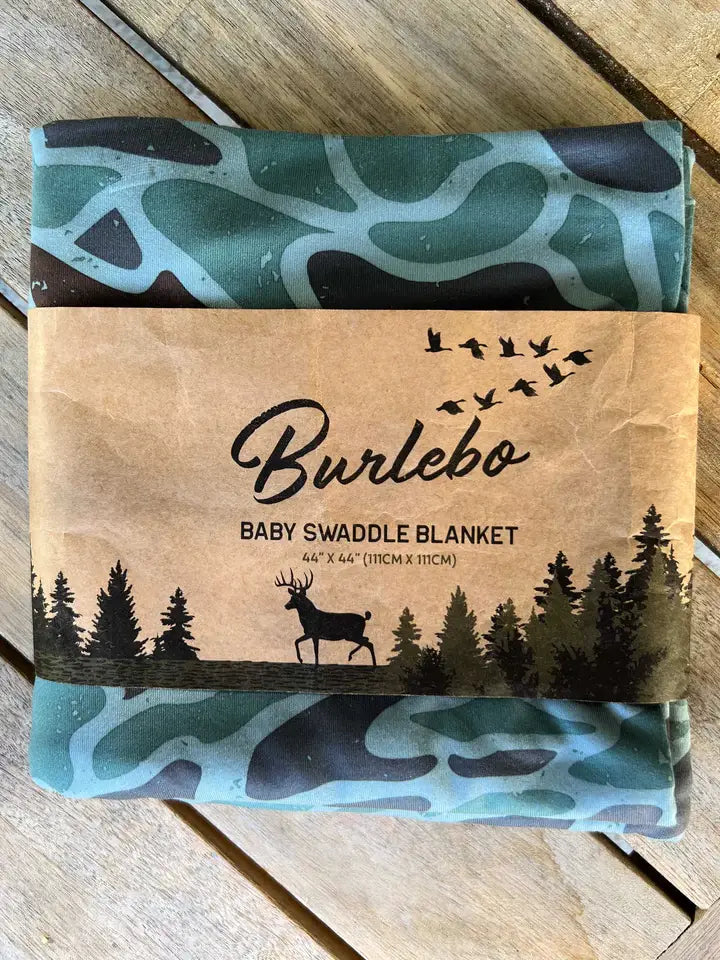 Burlebo
BABY SWADDLE BLANKET
44" X 44" (111CM X 111CM)